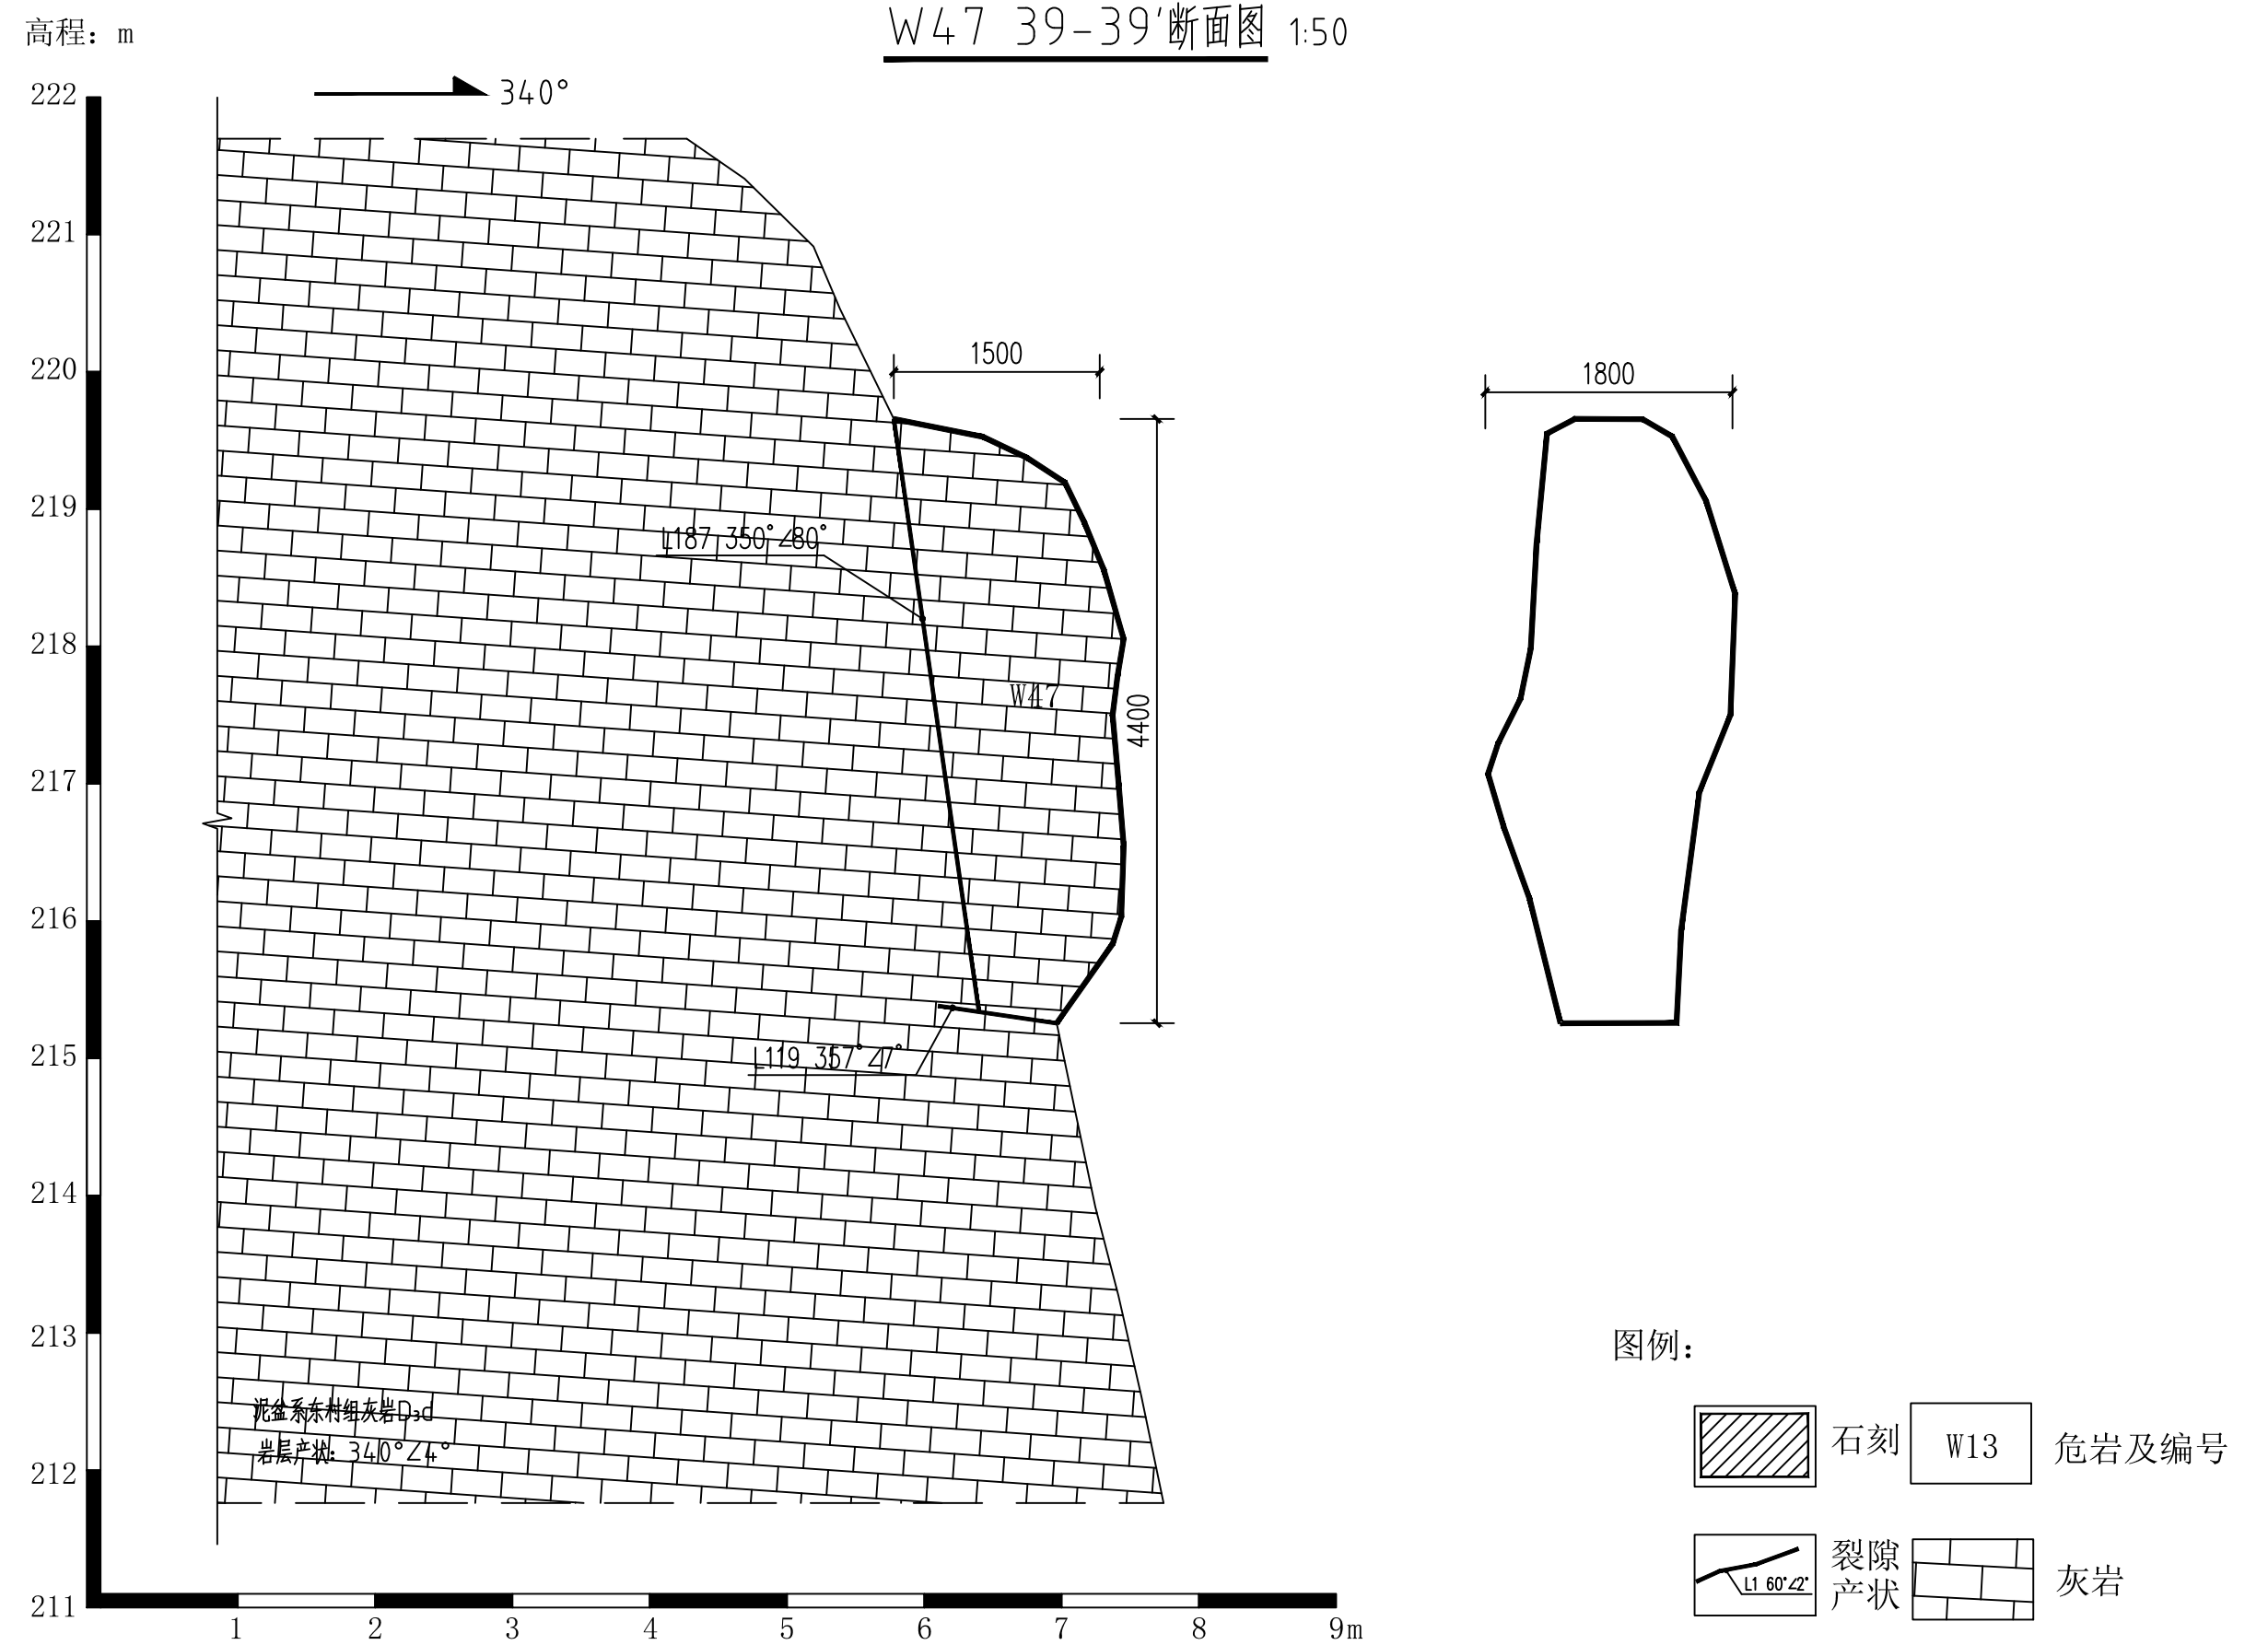 高程：m
W47 39-39'断面图 1:50
340°
222
221
220
219
218
217
216
215
214
213
212
211
1500
1800
L187 350°∠80°
W47
4400
L119 357°∠7°
泥盆系东村组灰岩D₃d
岩层产状：340°∠4°
1 2 3 4 5 6 7 8 9m
图例：
石刻
W13 危岩及编号
L1 60°∠2°
裂隙
产状
灰岩